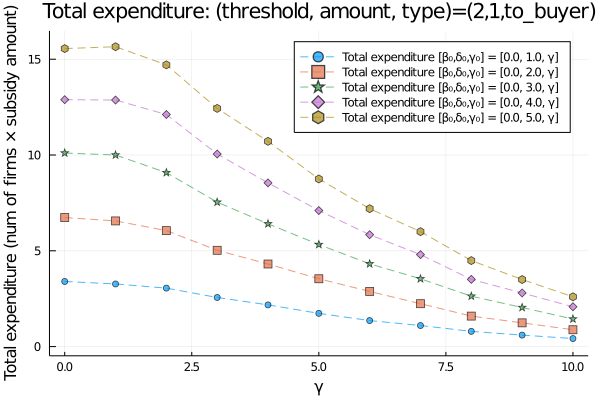 Total expenditure: (threshold, amount, type)=(2,1,to_buyer)
Total expenditure (num of firms × subsidy amount)
15
10
5
0
Total expenditure [β₀,δ₀,γ₀] = [0.0, 1.0, γ]
Total expenditure [β₀,δ₀,γ₀] = [0.0, 2.0, γ]
Total expenditure [β₀,δ₀,γ₀] = [0.0, 3.0, γ]
Total expenditure [β₀,δ₀,γ₀] = [0.0, 4.0, γ]
Total expenditure [β₀,δ₀,γ₀] = [0.0, 5.0, γ]
0.0 2.5 5.0 7.5 10.0
γ